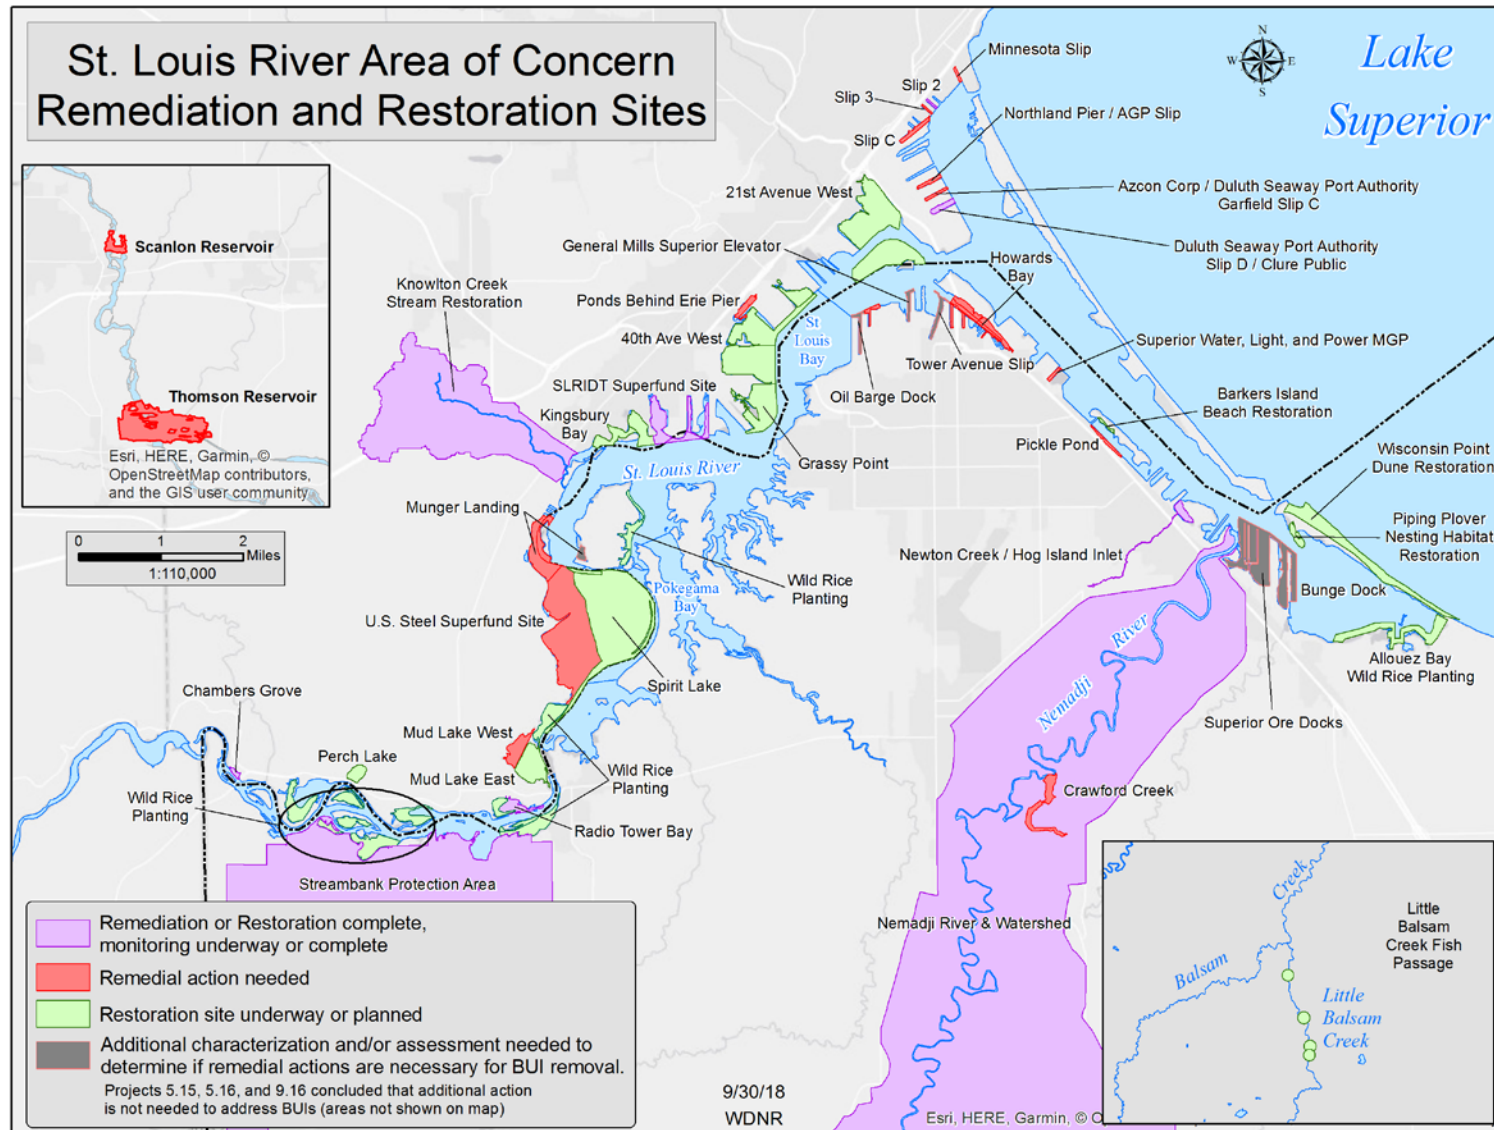 St. Louis River Area of Concern
Remediation and Restoration Sites
N
W
E
S
Lake
Superior
Minnesota Slip
Slip 2
Slip 3
Slip C
Northland Pier / AGP Slip
Azcon Corp / Duluth Seaway Port Authority
Garfield Slip C
Duluth Seaway Port Authority
Slip D / Clure Public
21st Avenue West
General Mills Superior Elevator
Howards
Bay
Knowlton Creek
Stream Restoration
Ponds Behind Erie Pier
40th Ave West
St
Louis
Bay
Tower Avenue Slip
Superior Water, Light, and Power MGP
SLRIDT Superfund Site
Oil Barge Dock
Barkers Island
Beach Restoration
Kingsbury
Bay
Pickle Pond
Grassy Point
Wisconsin Point
Dune Restoration
St. Louis River
Munger Landing
Piping Plover
Nesting Habitat
Restoration
Newton Creek / Hog Island Inlet
Wild Rice
Planting
Pokegama
Bay
Bunge Dock
U.S. Steel Superfund Site
Nemadji
River
Allouez Bay
Wild Rice Planting
Spirit Lake
Superior Ore Docks
Chambers Grove
Mud Lake West
Perch Lake
Mud Lake East
Wild Rice
Planting
Wild Rice
Planting
Radio Tower Bay
Crawford Creek
Streambank Protection Area
Nemadji River & Watershed
Scanlon Reservoir
Thomson Reservoir
Esri, HERE, Garmin, ©
OpenStreetMap contributors,
and the GIS user community
0 1 2
Miles
1:110,000
Remediation or Restoration complete,
monitoring underway or complete
Remedial action needed
Restoration site underway or planned
Additional characterization and/or assessment needed to
determine if remedial actions are necessary for BUI removal.
Projects 5.15, 5.16, and 9.16 concluded that additional action
is not needed to address BUIs (areas not shown on map)
9/30/18
WDNR
Esri, HERE, Garmin, © O
Creek
Balsam
Little
Balsam
Creek
Little
Balsam
Creek Fish
Passage